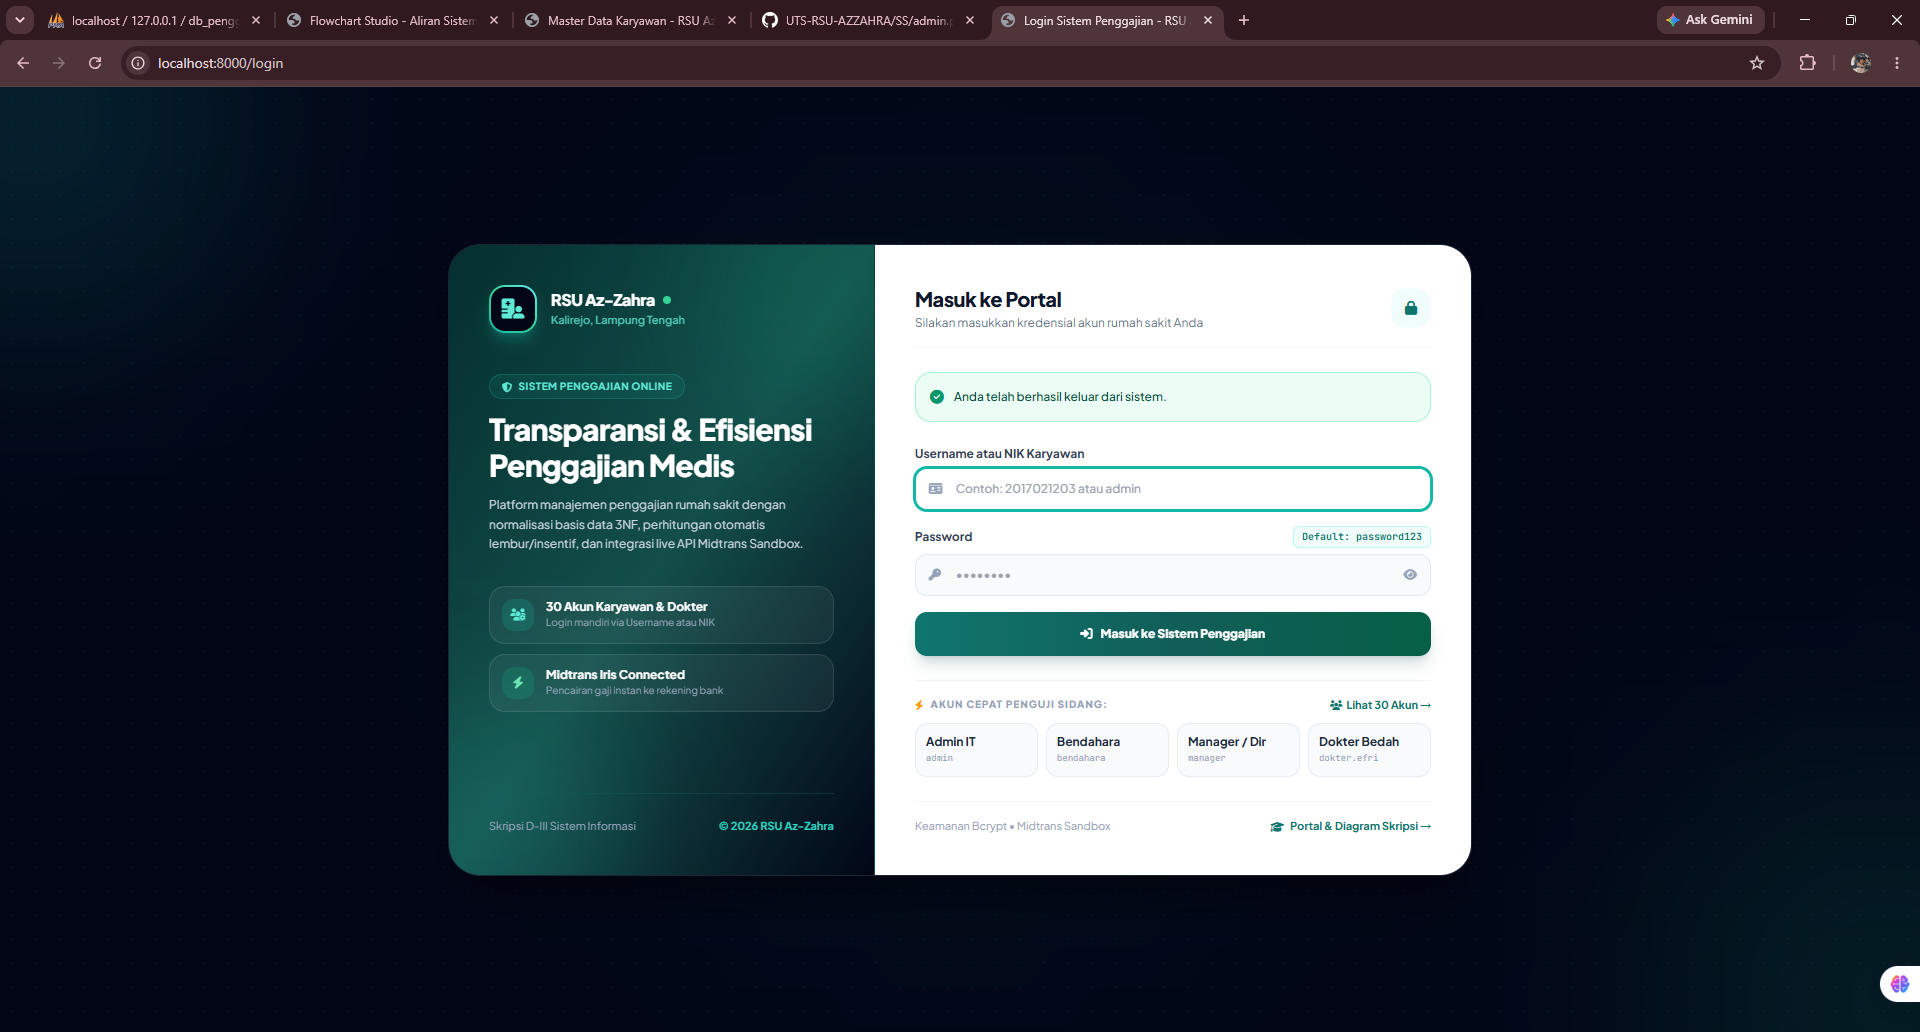 localhost / 127.0.0.1 / db_peng
Flowchart Studio - Aliran Sistem
Master Data Karyawan - RSU Az
UTS-RSU-AZZAHRA/SS/admin.p
Login Sistem Penggajian - RSU
Ask Gemini
localhost:8000/login
RSU Az-Zahra
Kalirejo, Lampung Tengah
SISTEM PENGGAJIAN ONLINE
Transparansi & Efisiensi
Penggajian Medis
Platform manajemen penggajian rumah sakit dengan
normalisasi basis data 3NF, perhitungan otomatis
lembur/insentif, dan integrasi live API Midtrans Sandbox.
30 Akun Karyawan & Dokter
Login mandiri via Username atau NIK
Midtrans Iris Connected
Pencairan gaji instan ke rekening bank
Skripsi D-III Sistem Informasi
© 2026 RSU Az-Zahra
Masuk ke Portal
Silakan masukkan kredensial akun rumah sakit Anda
Anda telah berhasil keluar dari sistem.
Username atau NIK Karyawan
Contoh: 2017021203 atau admin
Password
Default: password123
••••••••
Masuk ke Sistem Penggajian
AKUN CEPAT PENGUJI SIDANG:
Lihat 30 Akun →
Admin IT
admin
Bendahara
bendahara
Manager / Dir
manager
Dokter Bedah
dokter.efri
Keamanan Bcrypt • Midtrans Sandbox
Portal & Diagram Skripsi →